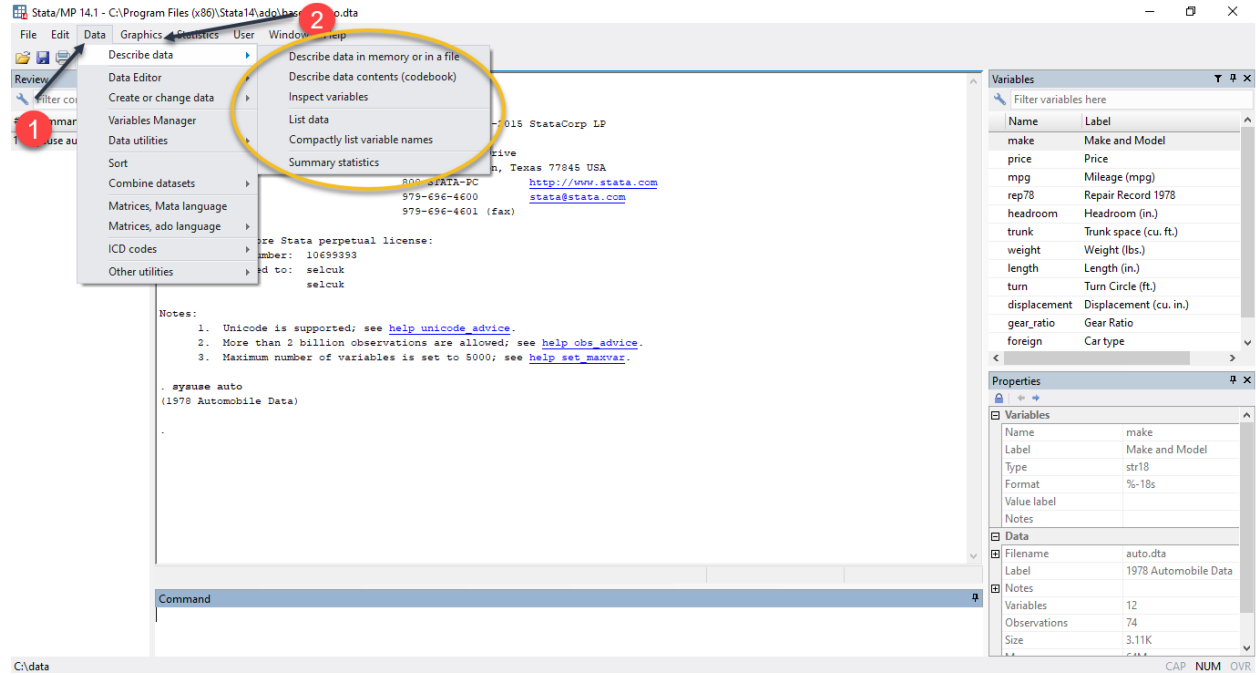 Stata/MP 14.1 - C:\Program Files (x86)\Stata14\ado\bas o.dta
2
File Edit Data Graphics Statistics User Window Help
Describe data
Data Editor
Create or change data
Variables Manager
Data utilities
Sort
Combine datasets
Matrices, Mata language
Matrices, ado language
ICD codes
Other utilities
Describe data in memory or in a file
Describe data contents (codebook)
Inspect variables
List data
Compactly list variable names
Summary statistics
Review
Filter co
1
mmar
use au
-2015 StataCorp LP
rive
n, Texas 77845 USA
800-STATA-PC http://www.stata.com
979-696-4600 stata@stata.com
979-696-4601 (fax)
ore Stata perpetual license:
umber: 10699393
ed to: selcuk
selcuk
Notes:
1. Unicode is supported; see help unicode_advice.
2. More than 2 billion observations are allowed; see help obs_advice.
3. Maximum number of variables is set to 5000; see help set_maxvar.
. sysuse auto
(1978 Automobile Data)
.
Command
Variables
Filter variables here
Name Label
make Make and Model
price Price
mpg Mileage (mpg)
rep78 Repair Record 1978
headroom Headroom (in.)
trunk Trunk space (cu. ft.)
weight Weight (lbs.)
length Length (in.)
turn Turn Circle (ft.)
displacement Displacement (cu. in.)
gear_ratio Gear Ratio
foreign Car type
Properties
Variables
Name make
Label Make and Model
Type str18
Format %-18s
Value label
Notes
Data
Filename auto.dta
Label 1978 Automobile Data
Notes
Variables 12
Observations 74
Size 3.11K
C:\data
CAP NUM OVR